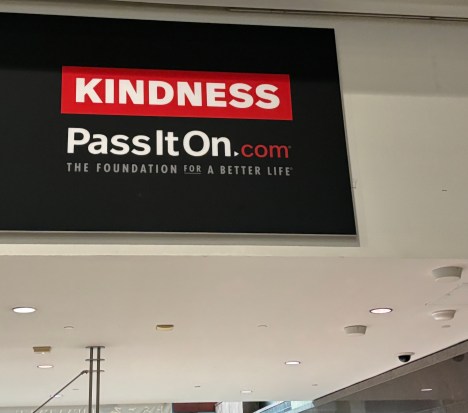 KINDNESS
PassItOn.com®
THE FOUNDATION FOR A BETTER LIFE®